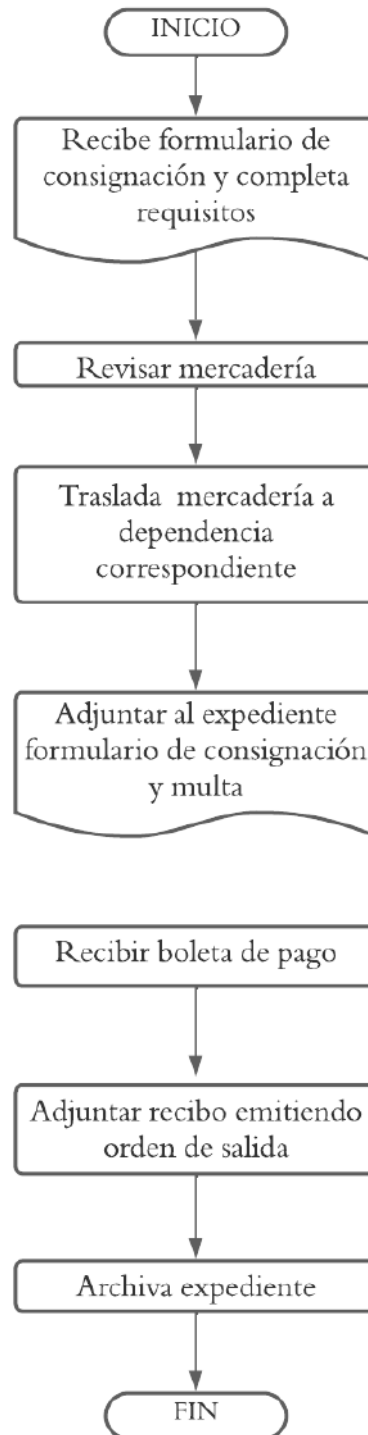 INICIO
Recibe formulario de
consignación y completa
requisitos
Revisar mercadería
Traslada mercadería a
dependencia
correspondiente
Adjuntar al expediente
formulario de consignación
y multa
Recibir boleta de pago
Adjuntar recibo emitiendo
orden de salida
Archiva expediente
FIN